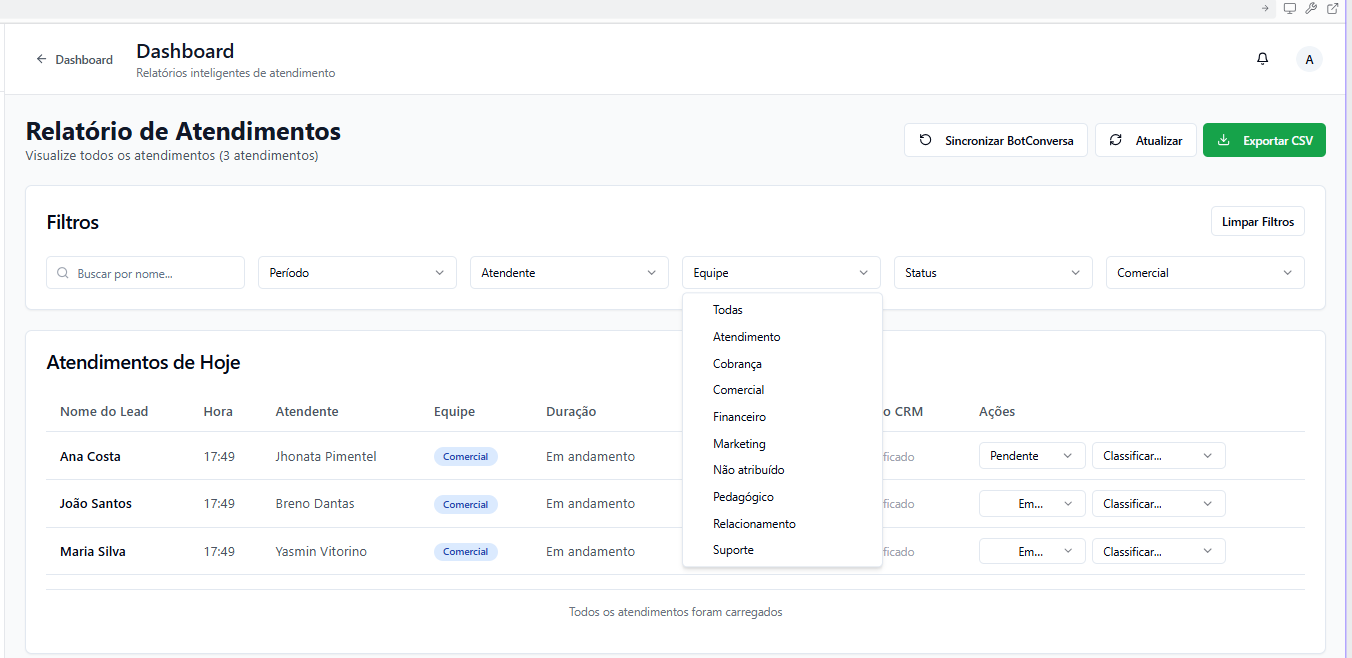 Dashboard
Dashboard
Relatórios inteligentes de atendimento
A
Relatório de Atendimentos
Visualize todos os atendimentos (3 atendimentos)
Sincronizar BotConversa
Atualizar
Exportar CSV
Filtros
Limpar Filtros
Buscar por nome...
Período
Atendente
Equipe
Status
Comercial
Todas
Atendimento
Cobrança
Comercial
Financeiro
Marketing
Não atribuído
Pedagógico
Relacionamento
Suporte
Atendimentos de Hoje
Nome do Lead Hora Atendente Equipe Duração o CRM Ações
Ana Costa 17:49 Jhonata Pimentel Comercial Em andamento ficado Pendente Classificar...
João Santos 17:49 Breno Dantas Comercial Em andamento ficado Em... Classificar...
Maria Silva 17:49 Yasmin Vitorino Comercial Em andamento ficado Em... Classificar...
Todos os atendimentos foram carregados